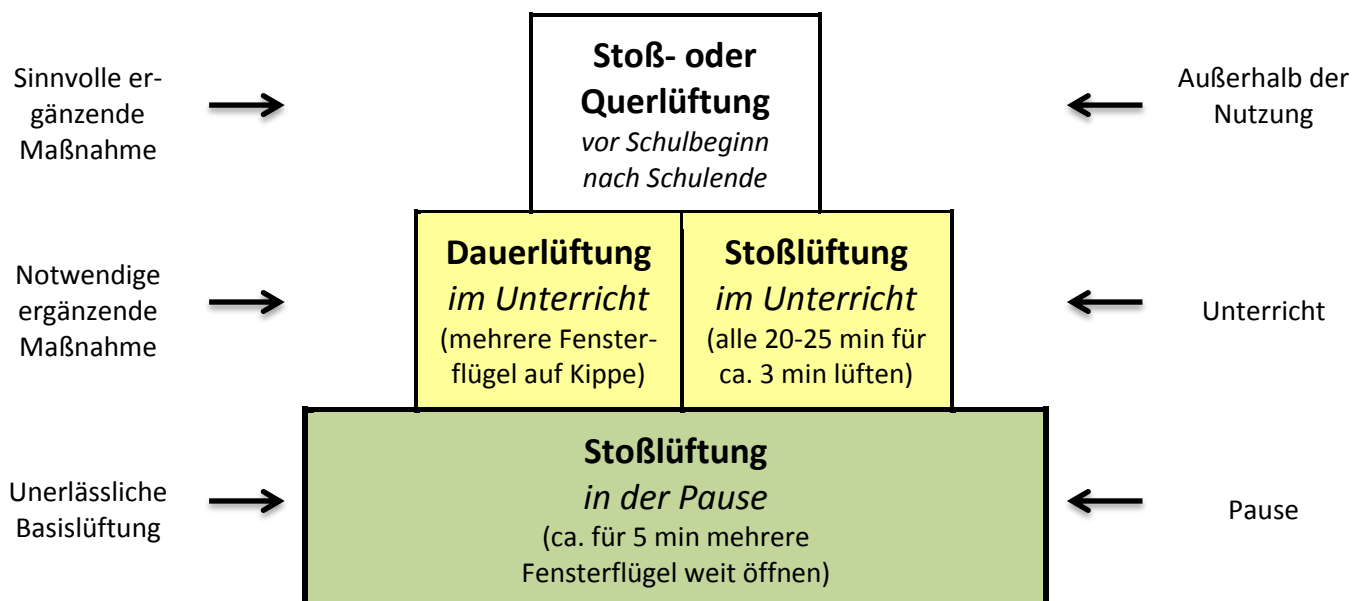 Sinnvolle er-
gänzende
Maßnahme
Stoß- oder
Querlüftung
vor Schulbeginn
nach Schulende
Außerhalb der
Nutzung
Notwendige
ergänzende
Maßnahme
Dauerlüftung
im Unterricht
(mehrere Fenster-
flügel auf Kippe)
Stoßlüftung
im Unterricht
(alle 20-25 min für
ca. 3 min lüften)
Unterricht
Unerlässliche
Basislüftung
Stoßlüftung
in der Pause
(ca. für 5 min mehrere
Fensterflügel weit öffnen)
Pause